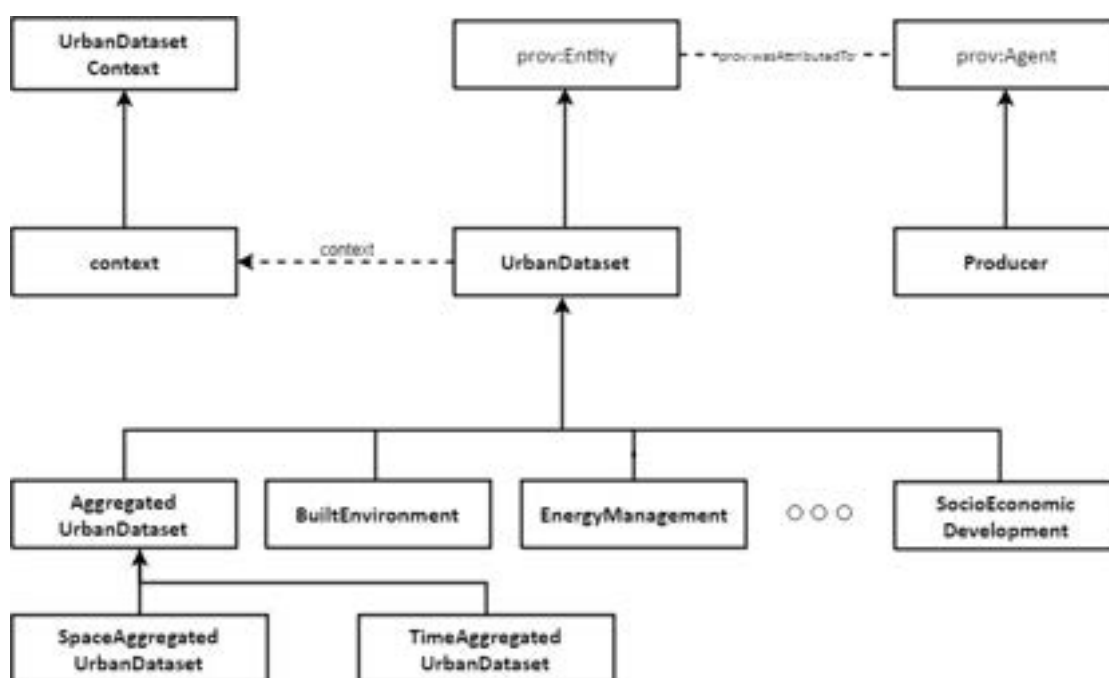 UrbanDataset
Context
prov:Entity
prov:wasAttributedTo
prov:Agent
context
context
UrbanDataset
Producer
Aggregated
UrbanDataset
BuiltEnvironment
EnergyManagement
SocioEconomic
Development
SpaceAggregated
UrbanDataset
TimeAggregated
UrbanDataset